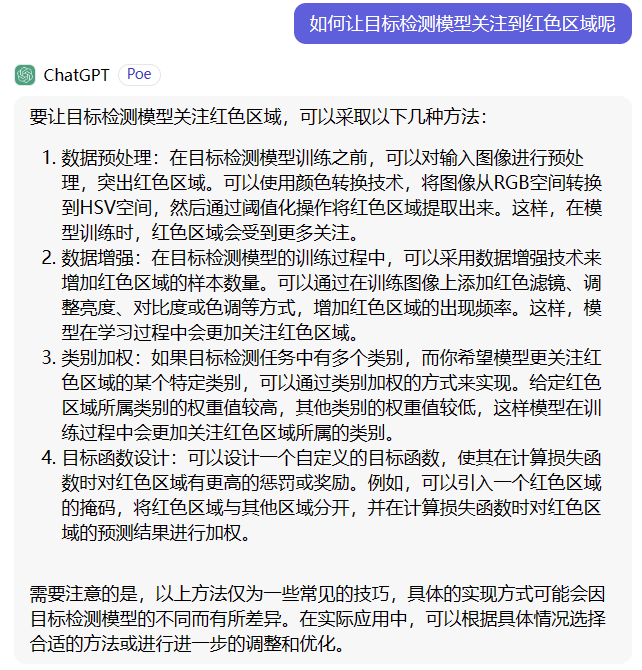 如何让目标检测模型关注到红色区域呢
ChatGPT Poe
要让目标检测模型关注红色区域，可以采取以下几种方法：
1. 数据预处理：在目标检测模型训练之前，可以对输入图像进行预处
理，突出红色区域。可以使用颜色转换技术，将图像从RGB空间转换
到HSV空间，然后通过阈值化操作将红色区域提取出来。这样，在模
型训练时，红色区域会受到更多关注。
2. 数据增强：在目标检测模型的训练过程中，可以采用数据增强技术来
增加红色区域的样本数量。可以通过在训练图像上添加红色滤镜、调
整亮度、对比度或色调等方式，增加红色区域的出现频率。这样，模
型在学习过程中会更加关注红色区域。
3. 类别加权：如果目标检测任务中有多个类别，而你希望模型更关注红
色区域的某个特定类别，可以通过类别加权的方式来实现。给定红色
区域所属类别的权重值较高，其他类别的权重值较低，这样模型在训
练过程中会更加关注红色区域所属的类别。
4. 目标函数设计：可以设计一个自定义的目标函数，使其在计算损失函
数时对红色区域有更高的惩罚或奖励。例如，可以引入一个红色区域
的掩码，将红色区域与其他区域分开，并在计算损失函数时对红色区
域的预测结果进行加权。
需要注意的是，以上方法仅为一些常见的技巧，具体的实现方式可能会因
目标检测模型的不同而有所差异。在实际应用中，可以根据具体情况选择
合适的方法或进行进一步的调整和优化。